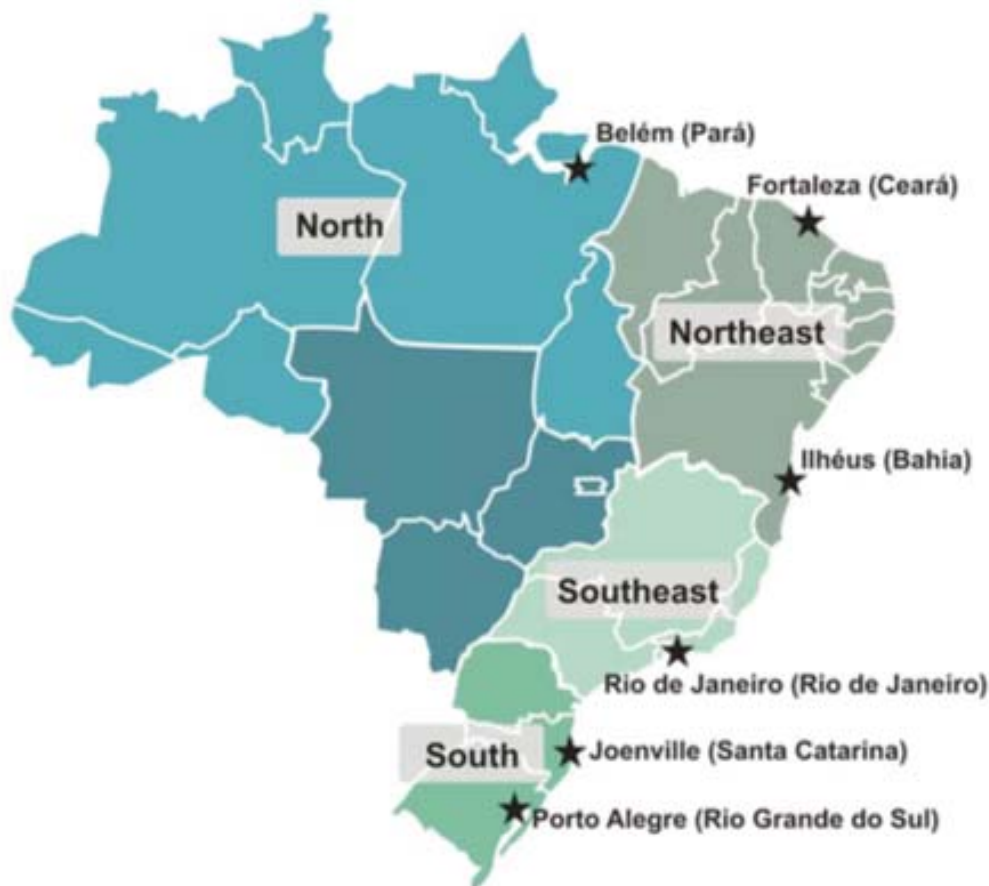 Belém (Pará)
Fortaleza (Ceará)
North
Northeast
Ilhéus (Bahia)
Southeast
Rio de Janeiro (Rio de Janeiro)
South
Joenville (Santa Catarina)
Porto Alegre (Rio Grande do Sul)